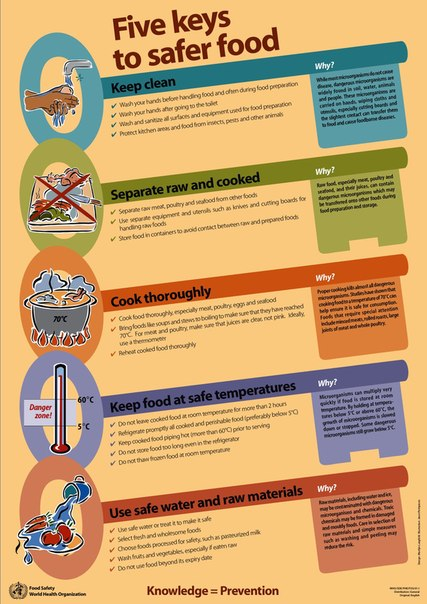 Five keys
to safer food
Keep clean
✔ Wash your hands before handling food and often during food preparation
✔ Wash your hands after going to the toilet
✔ Wash and sanitize all surfaces and equipment used for food preparation
✔ Protect kitchen areas and food from insects, pests and other animals
Why?
While most microorganisms do not cause
disease, dangerous microorganisms are
widely found in soil, water, animals
and people. These microorganisms are
carried on hands, wiping cloths and
utensils, especially cutting boards and
the slightest contact can transfer them
to food and cause foodborne diseases.
Separate raw and cooked
✔ Separate raw meat, poultry and seafood from other foods
✔ Use separate equipment and utensils such as knives and cutting boards for
handling raw foods
✔ Store food in containers to avoid contact between raw and prepared foods
Why?
Raw food, especially meat, poultry and
seafood, and their juices, can contain
dangerous microorganisms which may
be transferred onto other foods during
food preparation and storage.
70°C
Cook thoroughly
✔ Cook food thoroughly, especially meat, poultry, eggs and seafood
✔ Bring foods like soups and stews to boiling to make sure that they have reached
70°C. For meat and poultry, make sure that juices are clear, not pink. Ideally,
use a thermometer
✔ Reheat cooked food thoroughly
Why?
Proper cooking kills almost all dangerous
microorganisms. Studies have shown that
cooking food to a temperature of 70°C can
help ensure it is safe for consumption.
Foods that require special attention
include minced meats, rolled roasts, large
joints of meat and whole poultry.
Danger
zone!
60°C
5°C
Keep food at safe temperatures
✔ Do not leave cooked food at room temperature for more than 2 hours
✔ Refrigerate promptly all cooked and perishable food (preferably below 5°C)
✔ Keep cooked food piping hot (more than 60°C) prior to serving
✔ Do not store food too long even in the refrigerator
✔ Do not thaw frozen food at room temperature
Why?
Microorganisms can multiply very
quickly if food is stored at room
temperature. By holding at tempera-
tures below 5°C or above 60°C, the
growth of microorganisms is slowed
down or stopped. Some dangerous
microorganisms still grow below 5°C.
Use safe water and raw materials
✔ Use safe water or treat it to make it safe
✔ Select fresh and wholesome foods
✔ Choose foods processed for safety, such as pasteurized milk
✔ Wash fruits and vegetables, especially if eaten raw
✔ Do not use food beyond its expiry date
Why?
Raw materials, including water and ice,
may be contaminated with dangerous
microorganisms and chemicals. Toxic
chemicals may be formed in damaged
and mouldy foods. Care in selection of
raw materials and simple measures
such as washing and peeling may
reduce the risk.
Food Safety
World Health Organization
Knowledge = Prevention
Distribution: General
Original: English